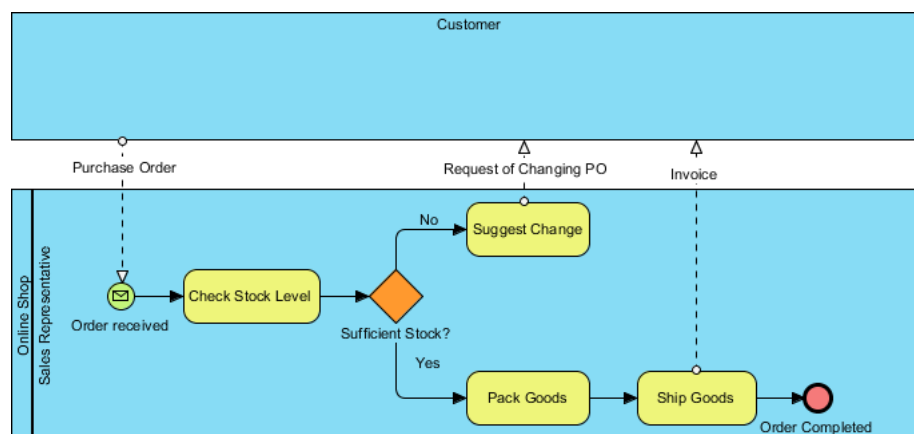 Customer
Purchase Order
Request of Changing PO
Invoice
Online Shop
Sales Representative
Order received
Check Stock Level
Sufficient Stock?
No
Suggest Change
Yes
Pack Goods
Ship Goods
Order Completed